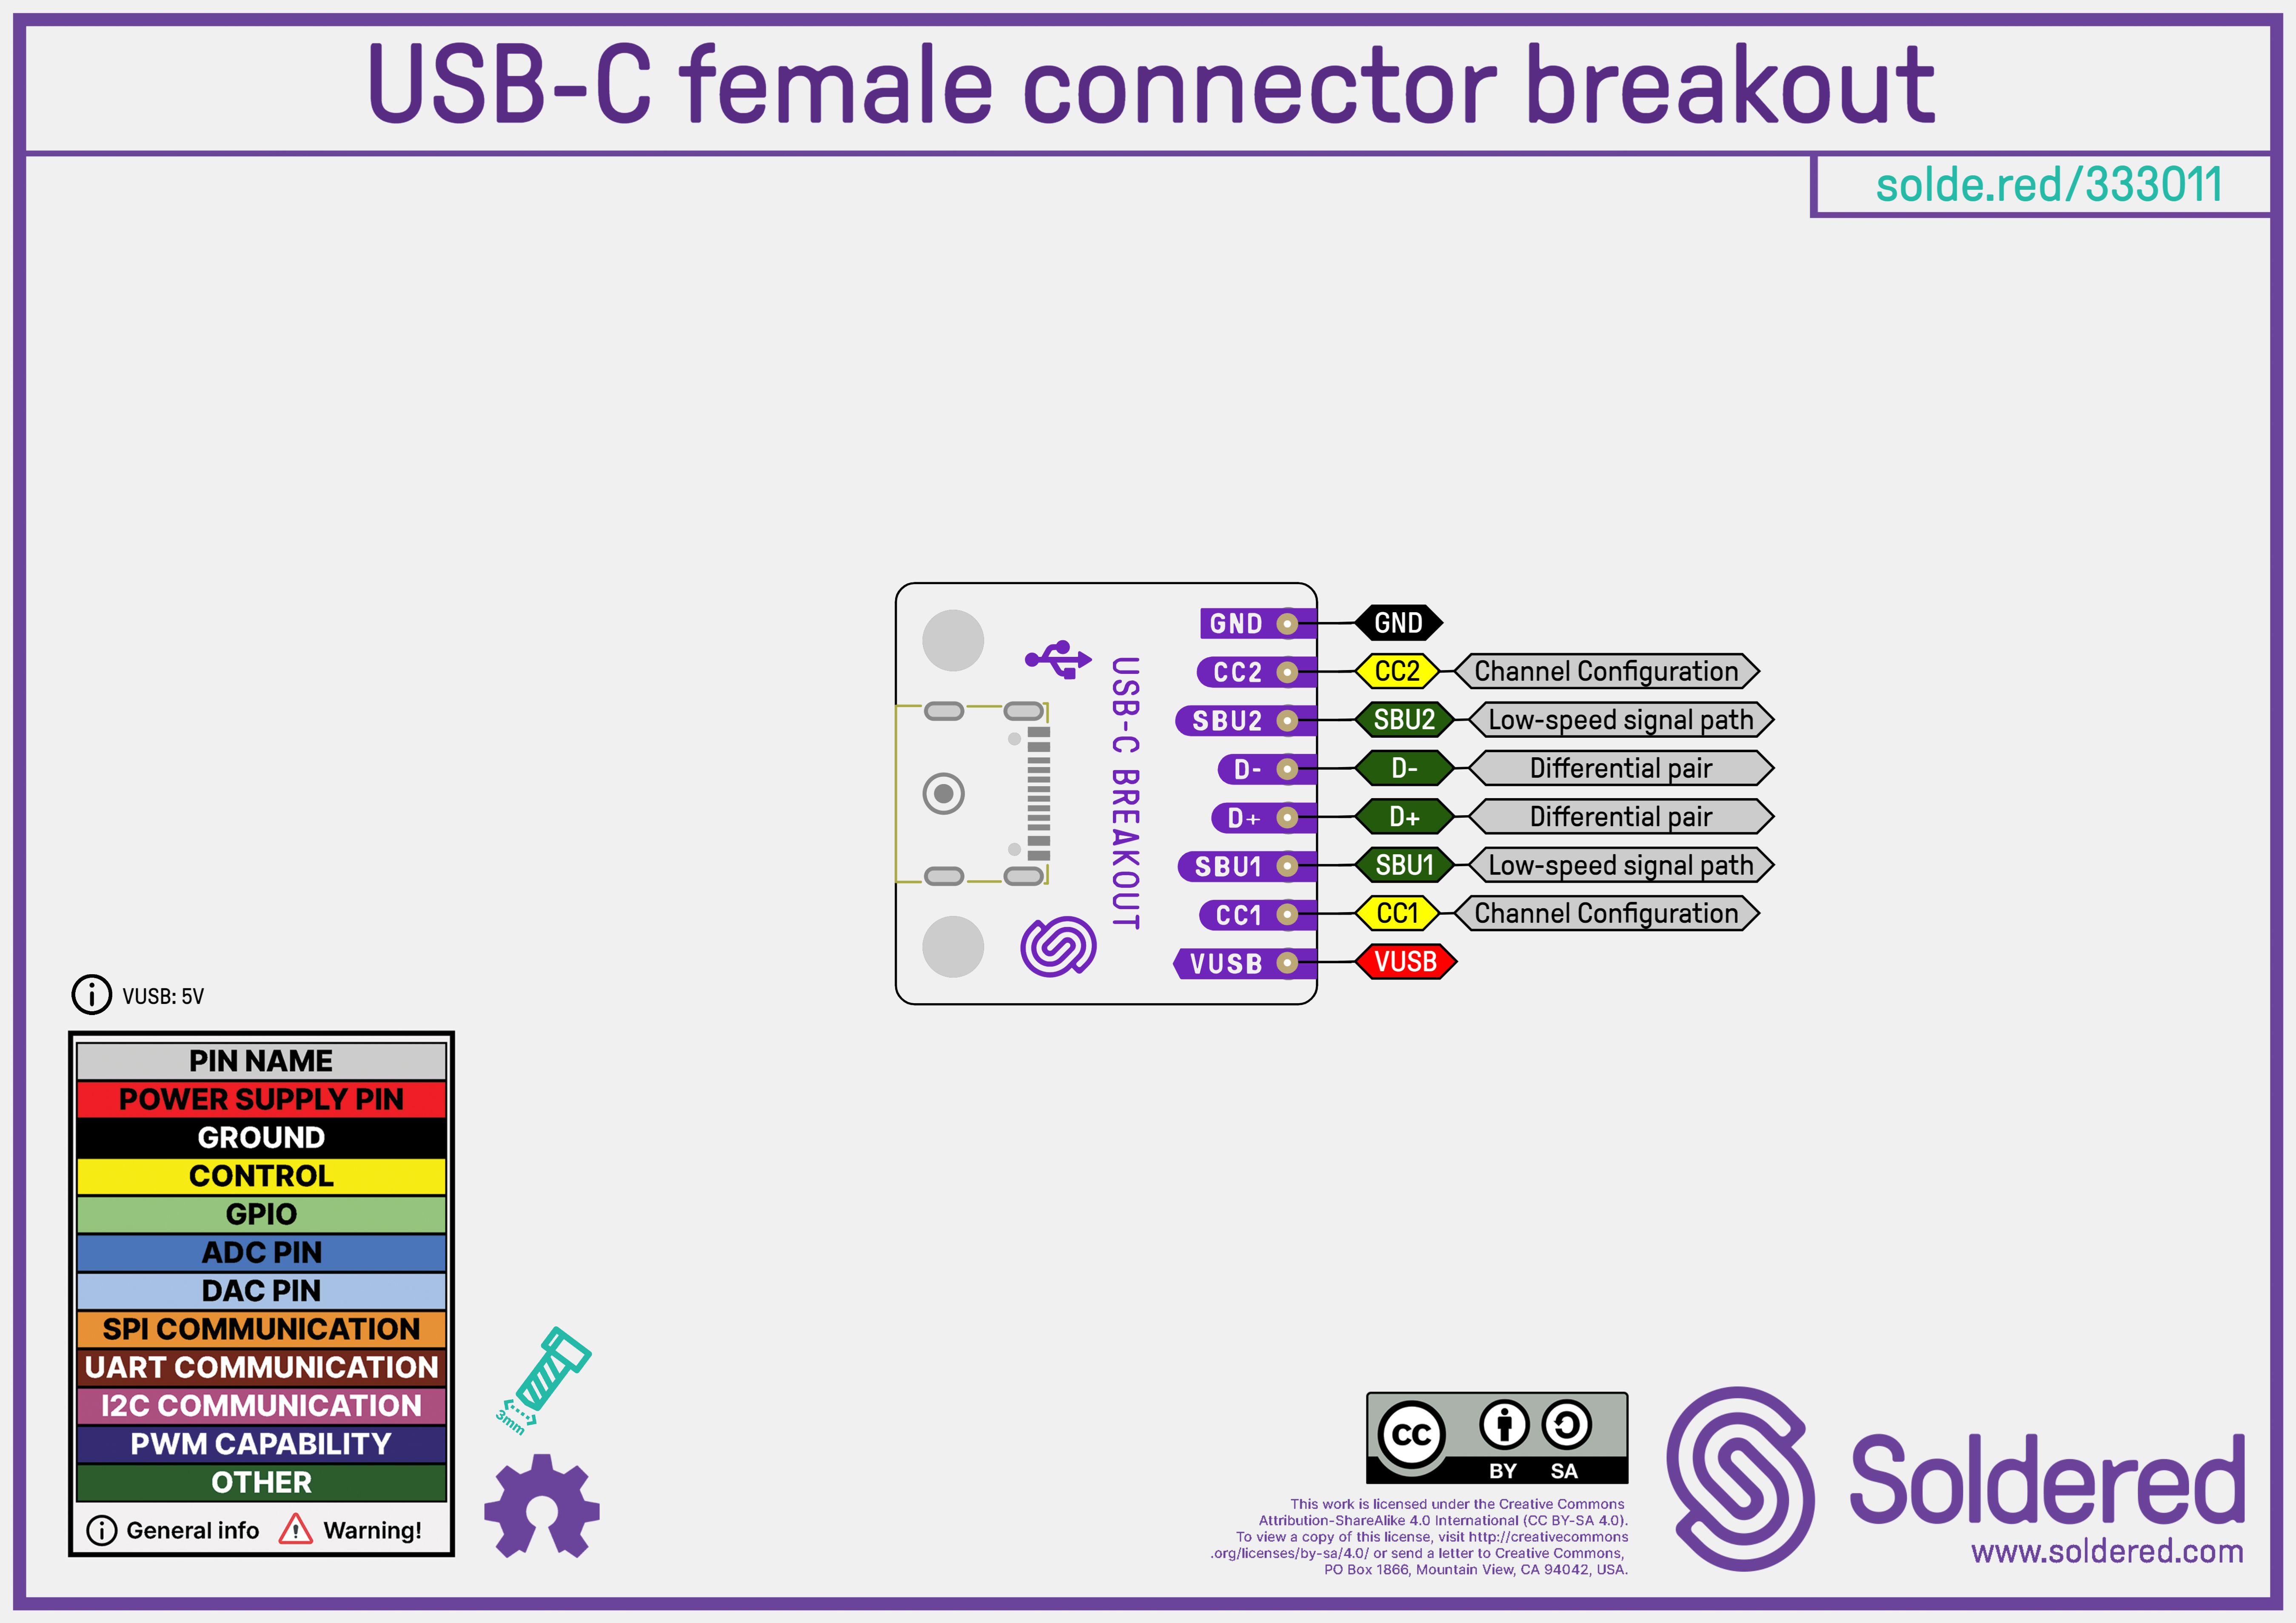 USB-C female connector breakout
solde.red/333011
GND GND
CC2 CC2 Channel Configuration
SBU2 SBU2 Low-speed signal path
D- D- Differential pair
D+ D+ Differential pair
SBU1 SBU1 Low-speed signal path
CC1 CC1 Channel Configuration
VUSB VUSB
USB-C BREAKOUT
VUSB: 5V
PIN NAME
POWER SUPPLY PIN
GROUND
CONTROL
GPIO
ADC PIN
DAC PIN
SPI COMMUNICATION
UART COMMUNICATION
I2C COMMUNICATION
PWM CAPABILITY
OTHER
General info Warning!
3mm
CC BY SA
This work is licensed under the Creative Commons
Attribution-ShareAlike 4.0 International (CC BY-SA 4.0).
To view a copy of this license, visit http://creativecommons
.org/licenses/by-sa/4.0/ or send a letter to Creative Commons,
PO Box 1866, Mountain View, CA 94042, USA.
Soldered
www.soldered.com